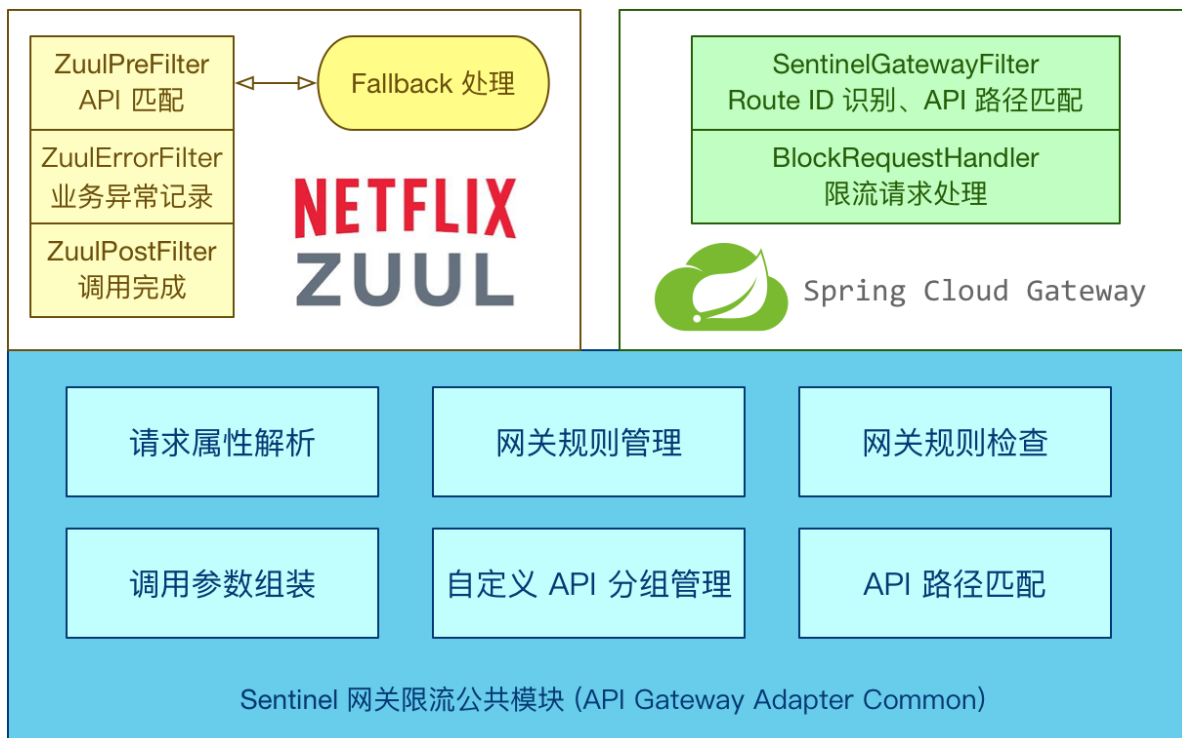 ZuulPreFilter
API 匹配
Fallback 处理
ZuulErrorFilter
业务异常记录
ZuulPostFilter
调用完成
NETFLIX
ZUUL
SentinelGatewayFilter
Route ID 识别、API 路径匹配
BlockRequestHandler
限流请求处理
Spring Cloud Gateway
请求属性解析
网关规则管理
网关规则检查
调用参数组装
自定义 API 分组管理
API 路径匹配
Sentinel 网关限流公共模块 (API Gateway Adapter Common)